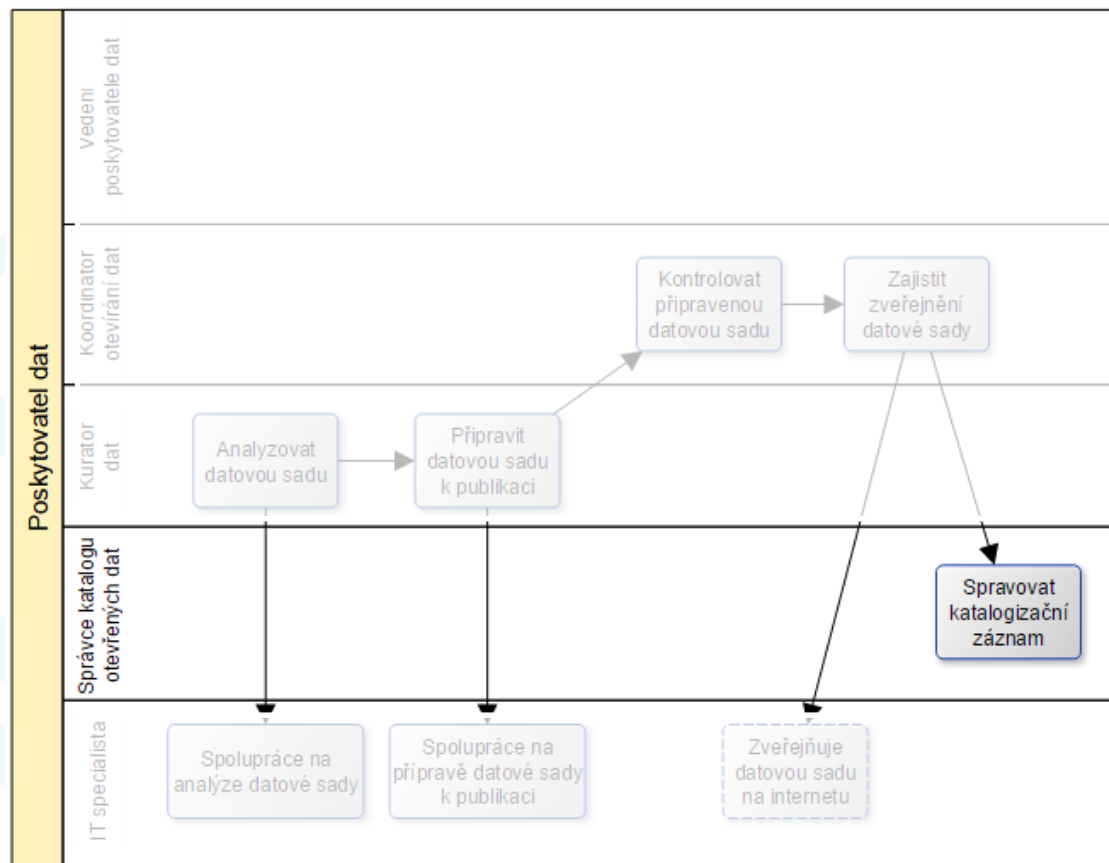 Poskytovatel dat
Vedení
poskytovatele dat
Koordinátor
otevírání dat
Kontrolovat
připravenou
datovou sadu
Zajistit
zveřejnění
datové sady
Kurátor
dat
Analyzovat
datovou sadu
Připravit
datovou sadu
k publikaci
Správce katalogu
otevřených dat
Spravovat
katalogizační
záznam
IT specialista
Spolupráce na
analýze datové sady
Spolupráce na
přípravě datové sady
k publikaci
Zveřejňuje
datovou sadu
na internetu